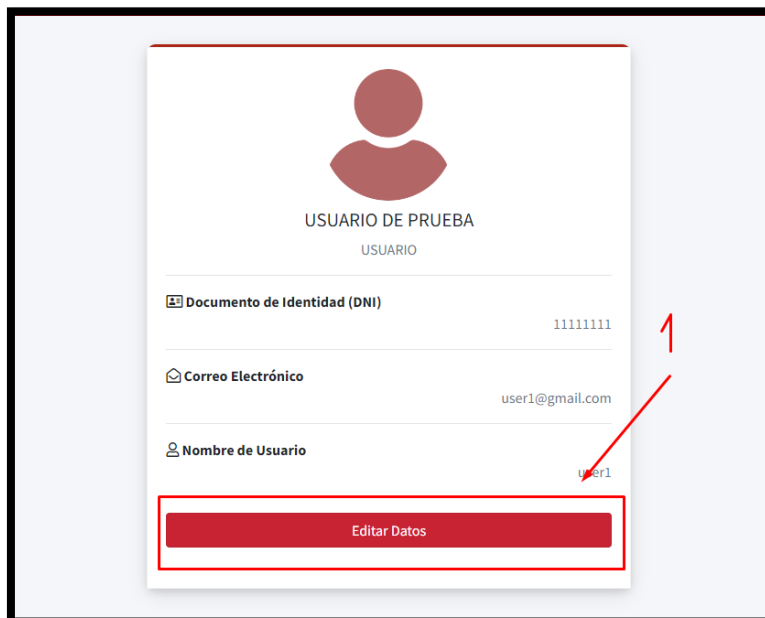 USUARIO DE PRUEBA
USUARIO
Documento de Identidad (DNI)
11111111
1
Correo Electrónico
user1@gmail.com
Nombre de Usuario
user1
Editar Datos